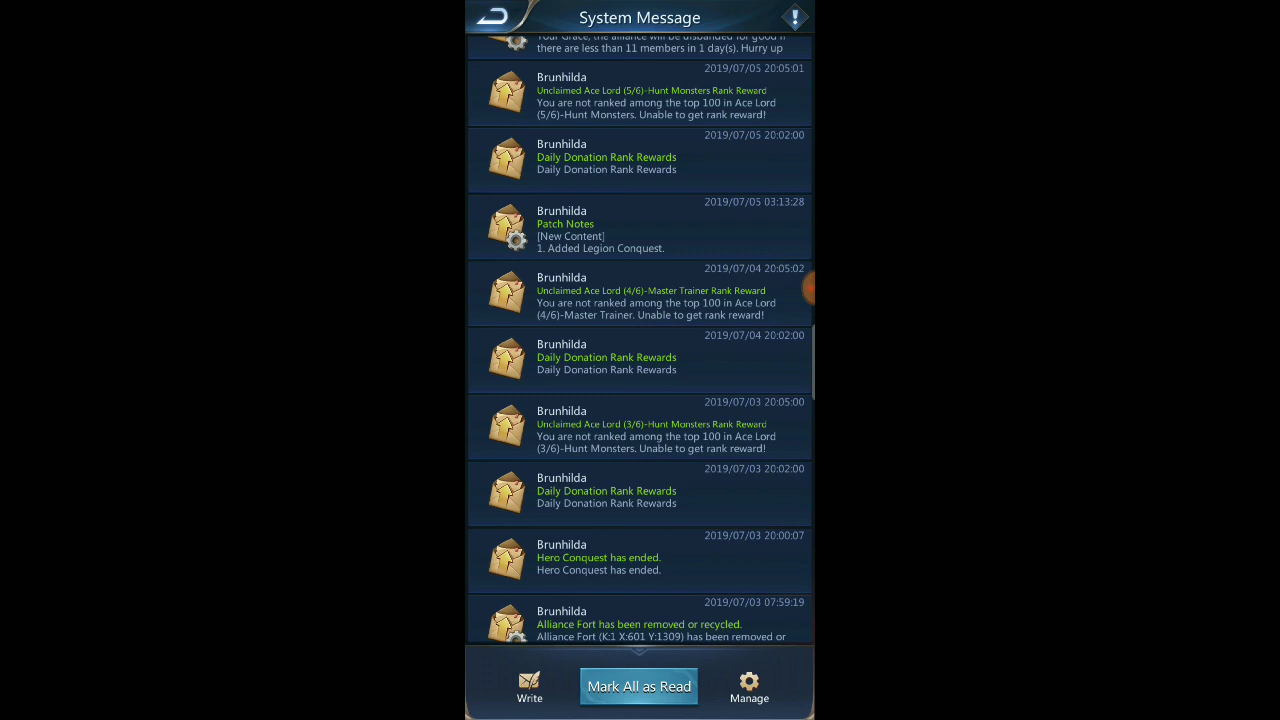 System Message
Your Grace, the alliance will be disbanded for good if
there are less than 11 members in 1 day(s). Hurry up
2019/07/05 20:05:01
Brunhilda
Unclaimed Ace Lord (5/6)-Hunt Monsters Rank Reward
You are not ranked among the top 100 in Ace Lord
(5/6)-Hunt Monsters. Unable to get rank reward!
2019/07/05 20:02:00
Brunhilda
Daily Donation Rank Rewards
Daily Donation Rank Rewards
2019/07/05 03:13:28
Brunhilda
Patch Notes
[New Content]
1. Added Legion Conquest.
2019/07/04 20:05:02
Brunhilda
Unclaimed Ace Lord (4/6)-Master Trainer Rank Reward
You are not ranked among the top 100 in Ace Lord
(4/6)-Master Trainer. Unable to get rank reward!
2019/07/04 20:02:00
Brunhilda
Daily Donation Rank Rewards
Daily Donation Rank Rewards
2019/07/03 20:05:00
Brunhilda
Unclaimed Ace Lord (3/6)-Hunt Monsters Rank Reward
You are not ranked among the top 100 in Ace Lord
(3/6)-Hunt Monsters. Unable to get rank reward!
2019/07/03 20:02:00
Brunhilda
Daily Donation Rank Rewards
Daily Donation Rank Rewards
2019/07/03 20:00:07
Brunhilda
Hero Conquest has ended.
Hero Conquest has ended.
2019/07/03 07:59:19
Brunhilda
Alliance Fort has been removed or recycled.
Alliance Fort (K:1 X:601 Y:1309) has been removed or
Write
Mark All as Read
Manage